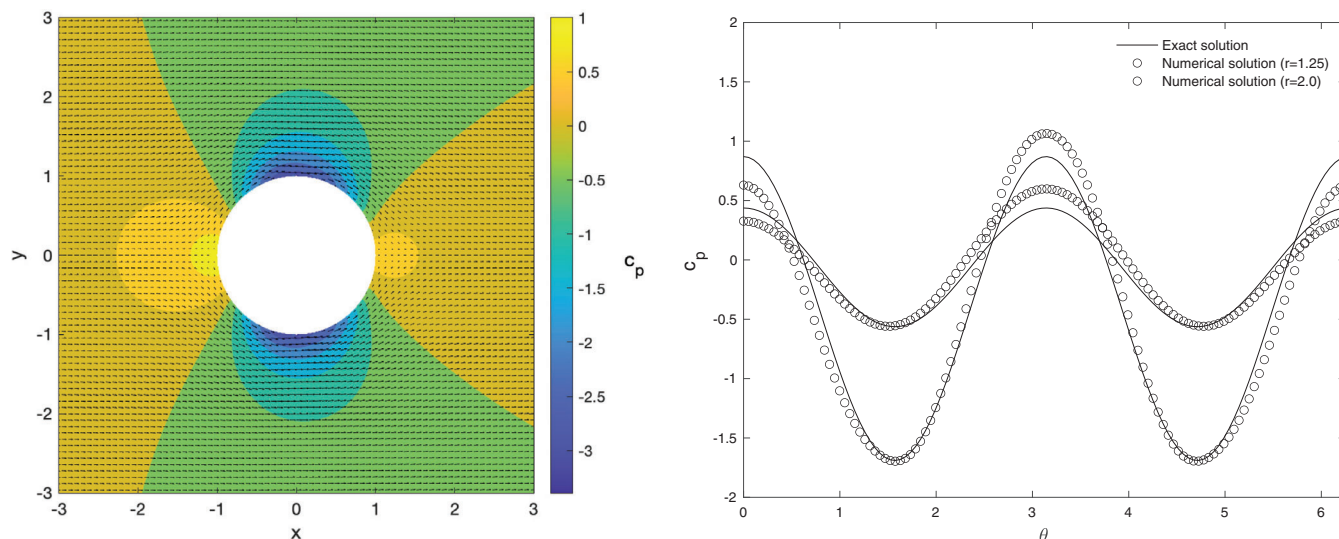 3
2
1
0
-1
-2
-3
y
-3 -2 -1 0 1 2 3
x
1
0.5
0
-0.5
-1
-1.5
-2
-2.5
-3
c_p
2
1.5
1
0.5
0
-0.5
-1
-1.5
-2
c_p
Exact solution
Numerical solution (r=1.25)
Numerical solution (r=2.0)
0 1 2 3 4 5 6
θ